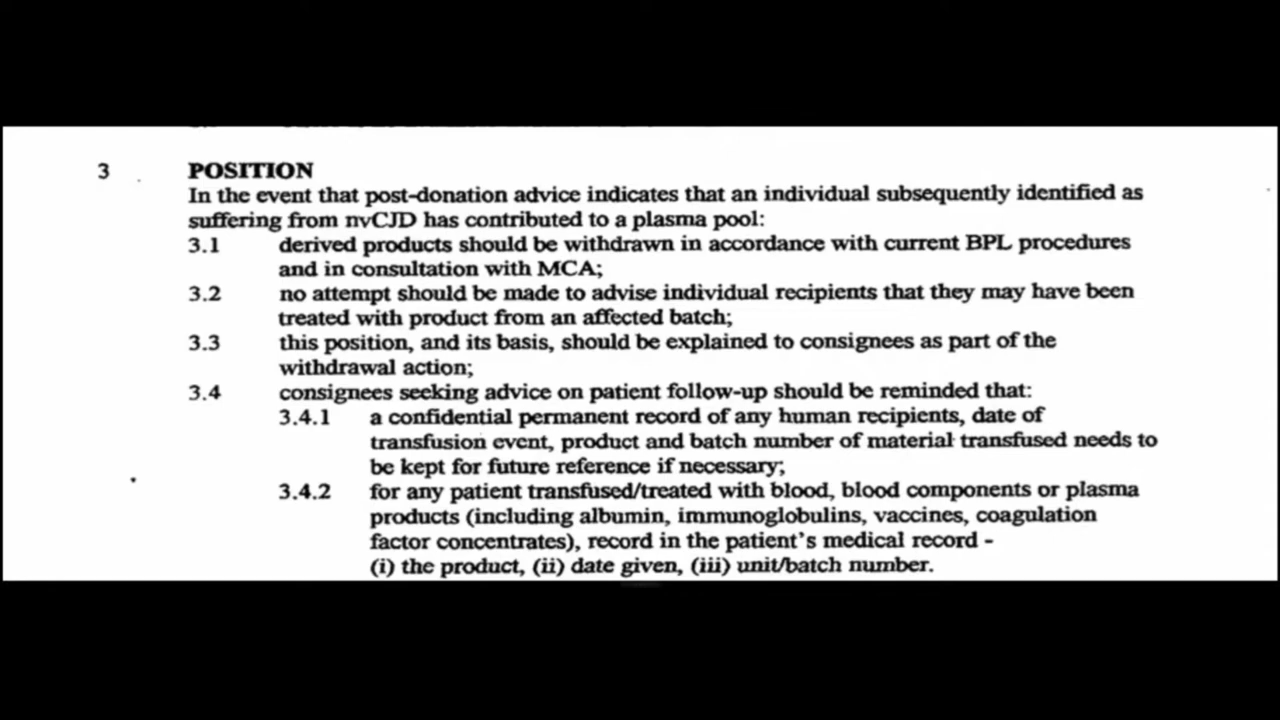 3 POSITION
In the event that post-donation advice indicates that an individual subsequently identified as
suffering from nvCJD has contributed to a plasma pool:
3.1 derived products should be withdrawn in accordance with current BPL procedures
and in consultation with MCA;
3.2 no attempt should be made to advise individual recipients that they may have been
treated with product from an affected batch;
3.3 this position, and its basis, should be explained to consignees as part of the
withdrawal action;
3.4 consignees seeking advice on patient follow-up should be reminded that:
3.4.1 a confidential permanent record of any human recipients, date of
transfusion event, product and batch number of material transfused needs to
be kept for future reference if necessary;
3.4.2 for any patient transfused/treated with blood, blood components or plasma
products (including albumin, immunoglobulins, vaccines, coagulation
factor concentrates), record in the patient's medical record -
(i) the product, (ii) date given, (iii) unit/batch number.